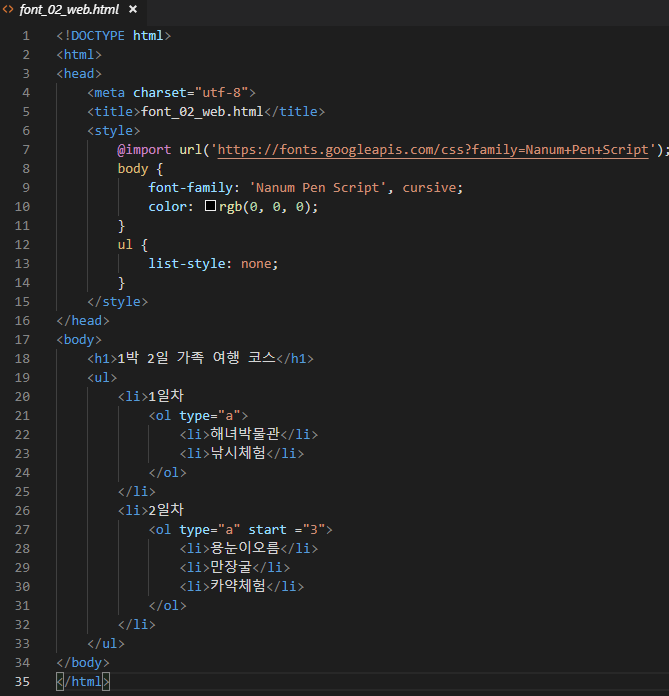 font_02_web.html ×
1 <!DOCTYPE html>
2 <html>
3 <head>
4     <meta charset="utf-8">
5     <title>font_02_web.html</title>
6     <style>
7         @import url('https://fonts.googleapis.com/css?family=Nanum+Pen+Script');
8         body {
9             font-family: 'Nanum Pen Script', cursive;
10             color: rgb(0, 0, 0);
11         }
12         ul {
13             list-style: none;
14         }
15     </style>
16 </head>
17 <body>
18     <h1>1박 2일 가족 여행 코스</h1>
19     <ul>
20         <li>1일차
21             <ol type="a">
22                 <li>해녀박물관</li>
23                 <li>낚시체험</li>
24             </ol>
25         </li>
26         <li>2일차
27             <ol type="a" start ="3">
28                 <li>용눈이오름</li>
29                 <li>만장굴</li>
30                 <li>카약체험</li>
31             </ol>
32         </li>
33     </ul>
34 </body>
35 </html>